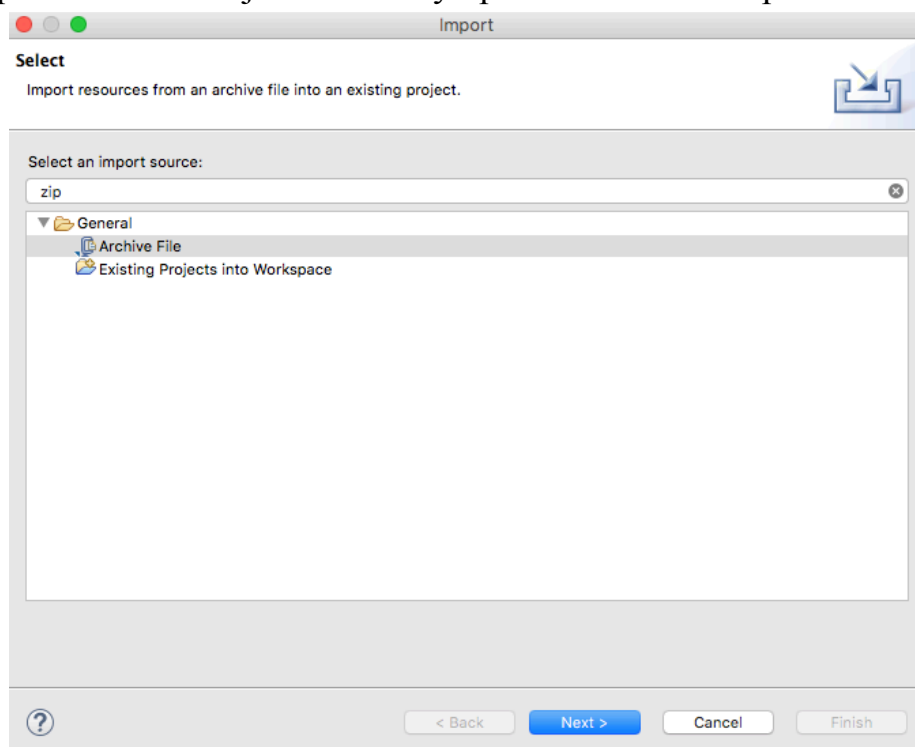 Import
Select
Import resources from an archive file into an existing project.
Select an import source:
zip
General
Archive File
Existing Projects into Workspace
?
< Back
Next >
Cancel
Finish